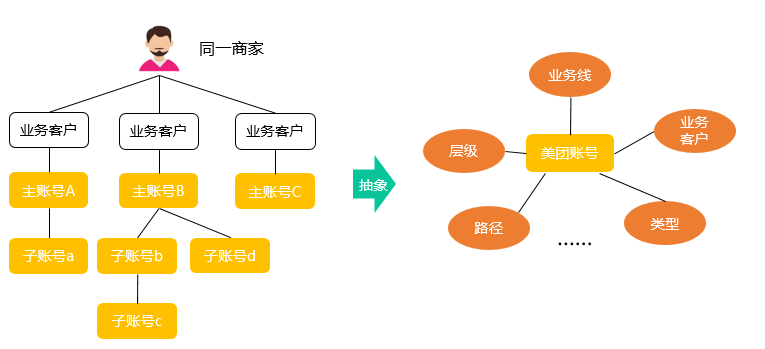 同一商家
业务客户
业务客户
业务客户
主账号A
主账号B
主账号C
子账号a
子账号b
子账号d
子账号c
抽象
业务线
业务
客户
层级
美团账号
路径
类型
......